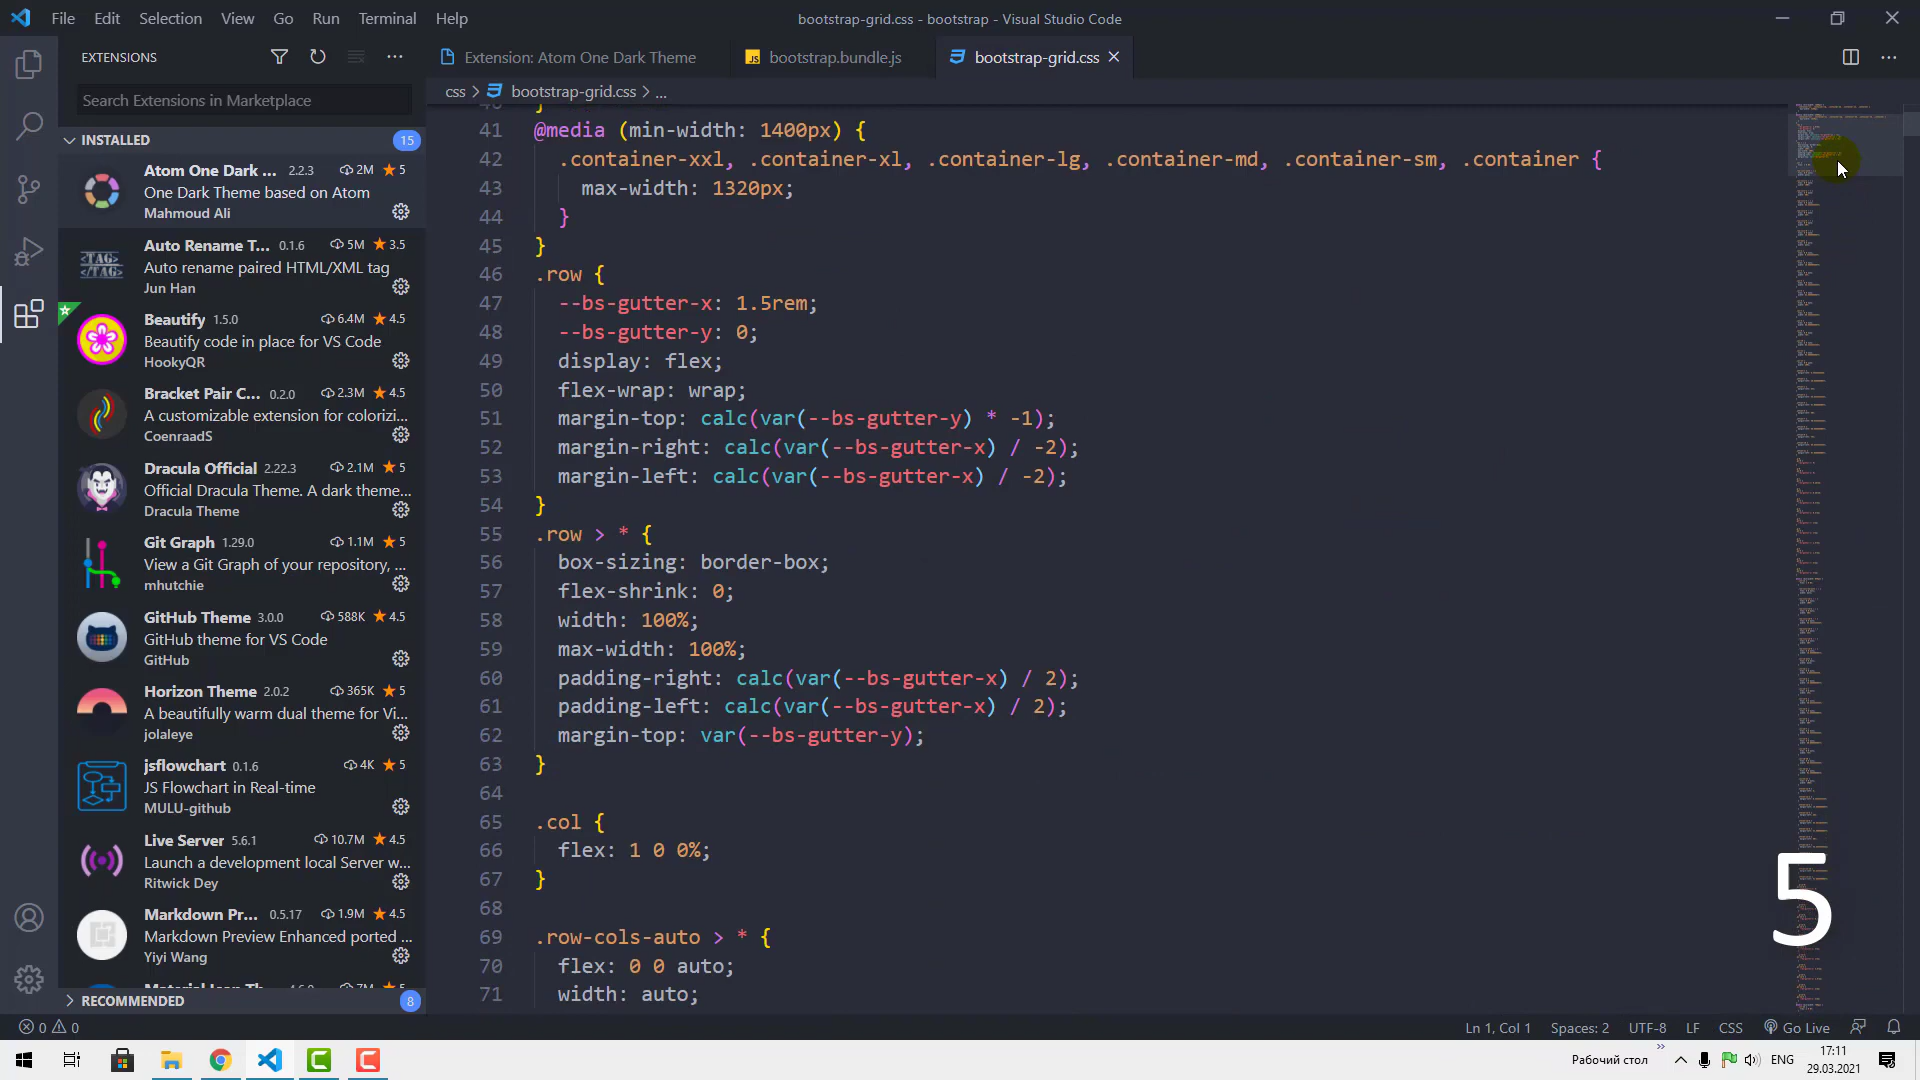 File Edit Selection View Go Run Terminal Help
bootstrap-grid.css - bootstrap - Visual Studio Code
EXTENSIONS
Search Extensions in Marketplace
INSTALLED 15
Atom One Dark ... 2.2.3 2M 5
One Dark Theme based on Atom
Mahmoud Ali
<TAG>
</TAG>
Auto Rename T... 0.1.6 5M 3.5
Auto rename paired HTML/XML tag
Jun Han
Beautify 1.5.0 6.4M 4.5
Beautify code in place for VS Code
HookyQR
Bracket Pair C... 0.2.0 2.3M 4.5
A customizable extension for colorizi...
CoenraadS
Dracula Official 2.22.3 2.1M 5
Official Dracula Theme. A dark theme...
Dracula Theme
Git Graph 1.29.0 1.1M 5
View a Git Graph of your repository, ...
mhutchie
GitHub Theme 3.0.0 588K 4.5
GitHub theme for VS Code
GitHub
Horizon Theme 2.0.2 365K 5
A beautifully warm dual theme for Vi...
jolaleye
jsflowchart 0.1.6 4K 5
JS Flowchart in Real-time
MULU-github
Live Server 5.6.1 10.7M 4.5
Launch a development local Server w...
Ritwick Dey
Markdown Pr... 0.5.17 1.9M 4.5
Markdown Preview Enhanced ported ...
Yiyi Wang
RECOMMENDED 8
Extension: Atom One Dark Theme
JS bootstrap.bundle.js
bootstrap-grid.css
css > bootstrap-grid.css > ...
40 }
41 @media (min-width: 1400px) {
42 .container-xxl, .container-xl, .container-lg, .container-md, .container-sm, .container {
43 max-width: 1320px;
44 }
45 }
46 .row {
47 --bs-gutter-x: 1.5rem;
48 --bs-gutter-y: 0;
49 display: flex;
50 flex-wrap: wrap;
51 margin-top: calc(var(--bs-gutter-y) * -1);
52 margin-right: calc(var(--bs-gutter-x) / -2);
53 margin-left: calc(var(--bs-gutter-x) / -2);
54 }
55 .row > * {
56 box-sizing: border-box;
57 flex-shrink: 0;
58 width: 100%;
59 max-width: 100%;
60 padding-right: calc(var(--bs-gutter-x) / 2);
61 padding-left: calc(var(--bs-gutter-x) / 2);
62 margin-top: var(--bs-gutter-y);
63 }
64
65 .col {
66 flex: 1 0 0%;
67 }
68
69 .row-cols-auto > * {
70 flex: 0 0 auto;
71 width: auto;
5
0 0
Ln 1, Col 1 Spaces: 2 UTF-8 LF CSS Go Live
Рабочий стол » ENG 17:11
29.03.2021